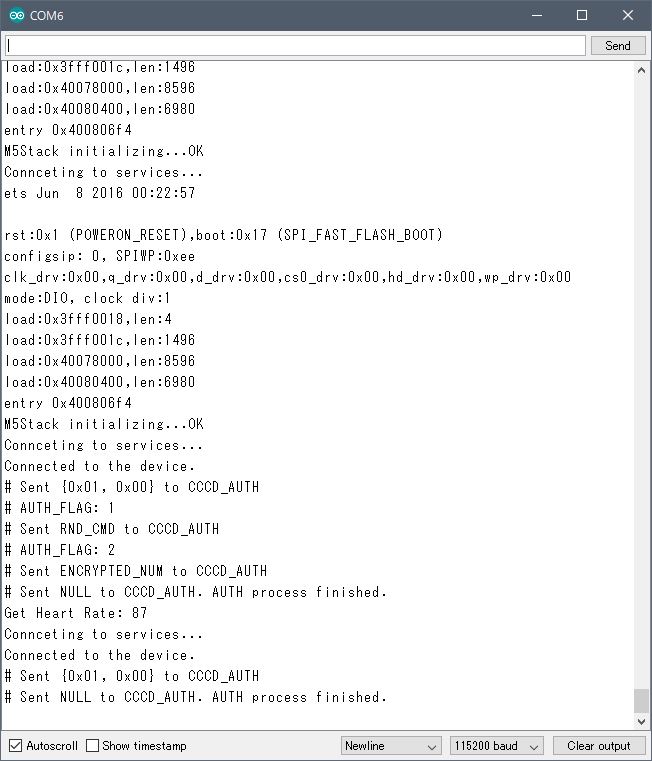 COM6
Send
load:0x3fff001c,len:1496
load:0x40078000,len:8596
load:0x40080400,len:6980
entry 0x400806f4
M5Stack initializing...OK
Connceting to services...
ets Jun  8 2016 00:22:57
rst:0x1 (POWERON_RESET),boot:0x17 (SPI_FAST_FLASH_BOOT)
configsip: 0, SPIWP:0xee
clk_drv:0x00,q_drv:0x00,d_drv:0x00,cs0_drv:0x00,hd_drv:0x00,wp_drv:0x00
mode:DIO, clock div:1
load:0x3fff0018,len:4
load:0x3fff001c,len:1496
load:0x40078000,len:8596
load:0x40080400,len:6980
entry 0x400806f4
M5Stack initializing...OK
Connceting to services...
Connected to the device.
# Sent {0x01, 0x00} to CCCD_AUTH
# AUTH_FLAG: 1
# Sent RND_CMD to CCCD_AUTH
# AUTH_FLAG: 2
# Sent ENCRYPTED_NUM to CCCD_AUTH
# Sent NULL to CCCD_AUTH. AUTH process finished.
Get Heart Rate: 87
Connceting to services...
Connected to the device.
# Sent {0x01, 0x00} to CCCD_AUTH
# Sent NULL to CCCD_AUTH. AUTH process finished.
Autoscroll Show timestamp Newline 115200 baud Clear output